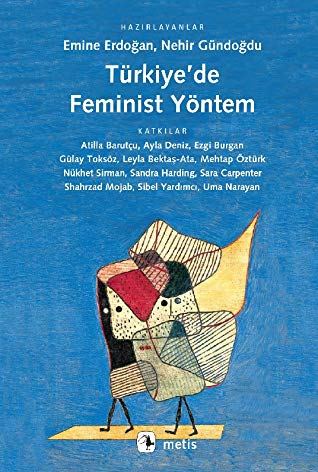 HAZIRLAYANLAR
Emine Erdoğan, Nehir Gündoğdu
Türkiye'de
Feminist Yöntem
KATKILAR
Atilla Barutçu, Ayla Deniz, Ezgi Burgan
Gülay Toksöz, Leyla Bektaş-Ata, Mehtap Öztürk
Nükhet Sirman, Sandra Harding, Sara Carpenter
Shahrzad Mojab, Sibel Yardımcı, Uma Narayan
metis